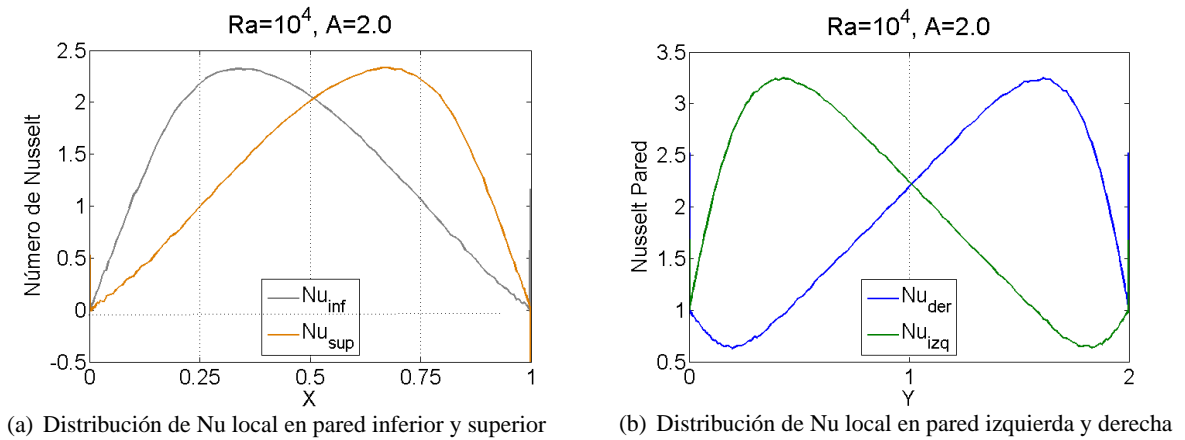 Ra=10^4, A=2.0
Número de Nusselt
2.5
2
1.5
1
0.5
0
-0.5
0
0.25
0.5
0.75
1
X
Nu_inf
Nu_sup
(a) Distribución de Nu local en pared inferior y superior
Ra=10^4, A=2.0
Nusselt Pared
3.5
3
2.5
2
1.5
1
0.5
0
1
2
Y
Nu_der
Nu_izq
(b) Distribución de Nu local en pared izquierda y derecha